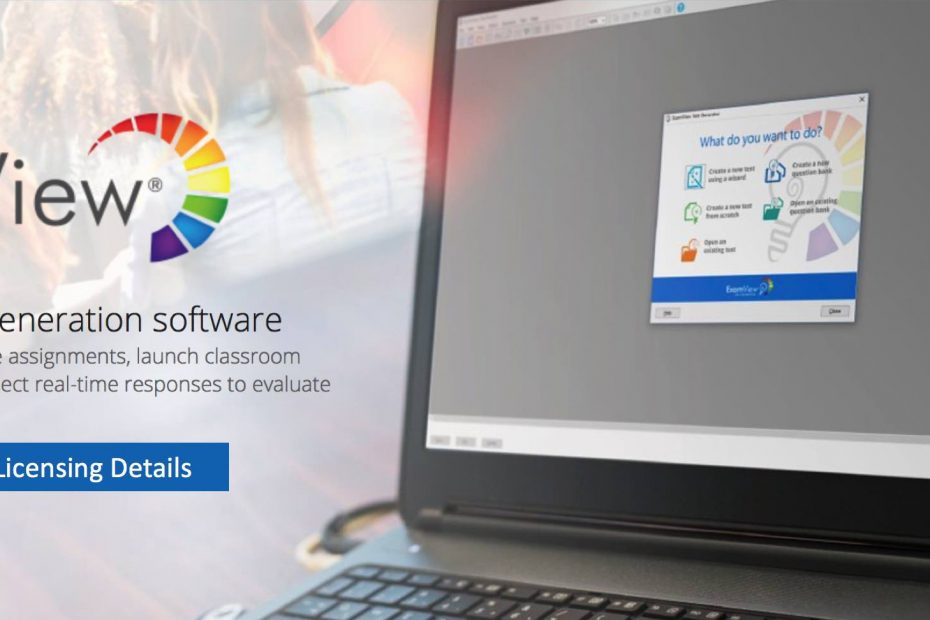 View®
eneration software
e assignments, launch classroom
ect real-time responses to evaluate
Licensing Details
ExamView Test Generator
What do you want to do?
Create a new test
using a wizard
Create a new
question bank
Create a new test
from scratch
Open an existing
question bank
Open an
existing test
ExamView
Help
Close